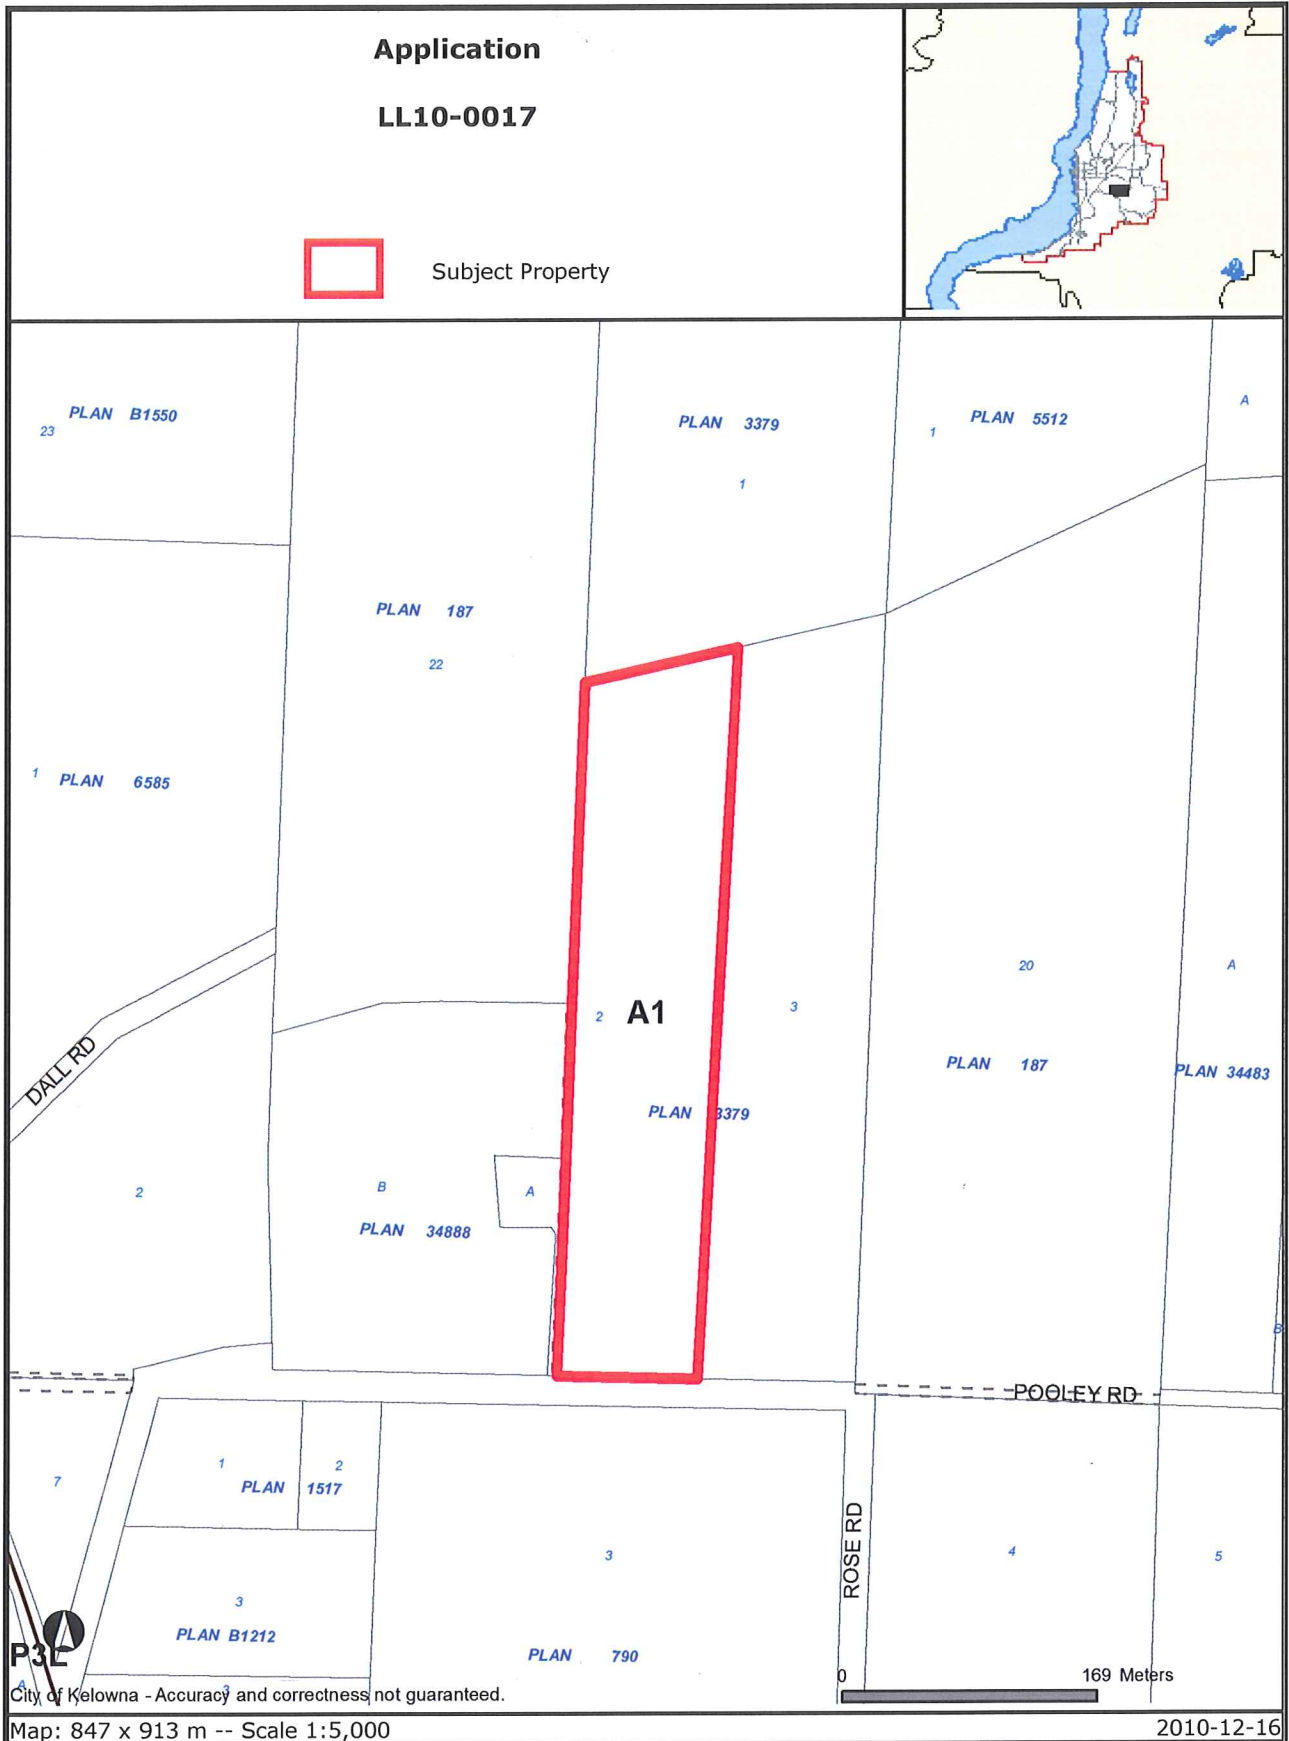 Application
LL10-0017
Subject Property
PLAN B1550
23
PLAN 3379
1
PLAN 5512
1
A
PLAN 187
22
1 PLAN 6585
20
A
2 A1
3
DALL RD
PLAN 187
PLAN 34483
PLAN 3379
2
B
A
PLAN 34888
B
POOLEY RD
7
1
2
PLAN 1517
3
4
5
ROSE RD
3
PLAN B1212
PLAN 790
P3L
A
3
0
169 Meters
City of Kelowna - Accuracy and correctness not guaranteed.
Map: 847 x 913 m -- Scale 1:5,000
2010-12-16